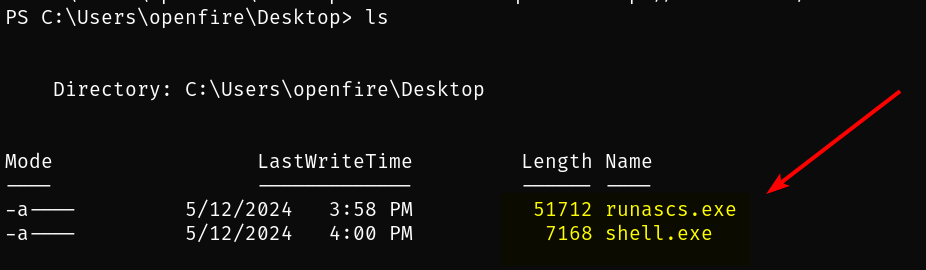 PS C:\Users\openfire\Desktop> ls
Directory: C:\Users\openfire\Desktop
Mode LastWriteTime Length Name
---- ------------- ------ ----
-a---- 5/12/2024 3:58 PM 51712 runascs.exe
-a---- 5/12/2024 4:00 PM 7168 shell.exe